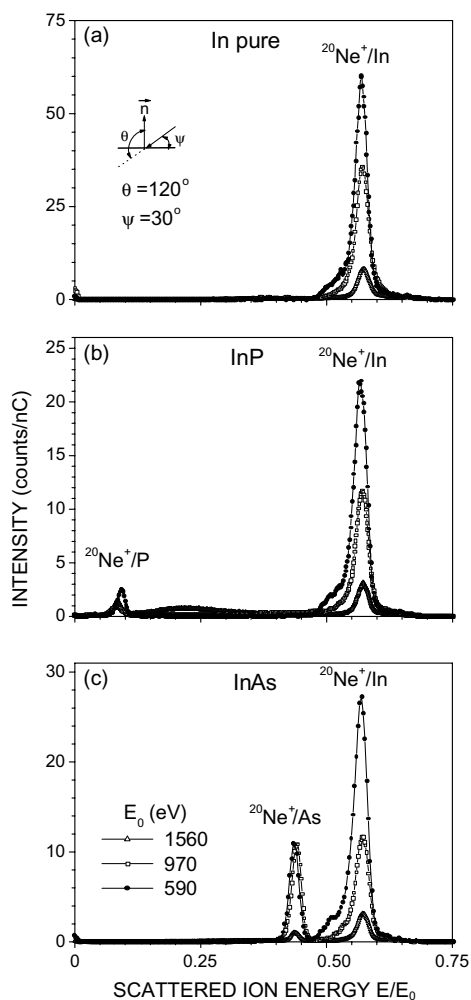 75
(a)
In pure
²⁰Ne⁺/In
n
θ
ψ
50
θ =120°
ψ =30°
25
0
25
(b)
InP
²⁰Ne⁺/In
20
15
10
²⁰Ne⁺/P
5
0
INTENSITY (counts/nC)
30
(c)
InAs
²⁰Ne⁺/In
20
E₀ (eV)
1560
970
590
²⁰Ne⁺/As
10
0
0
0.25
0.50
0.75
SCATTERED ION ENERGY E/E₀